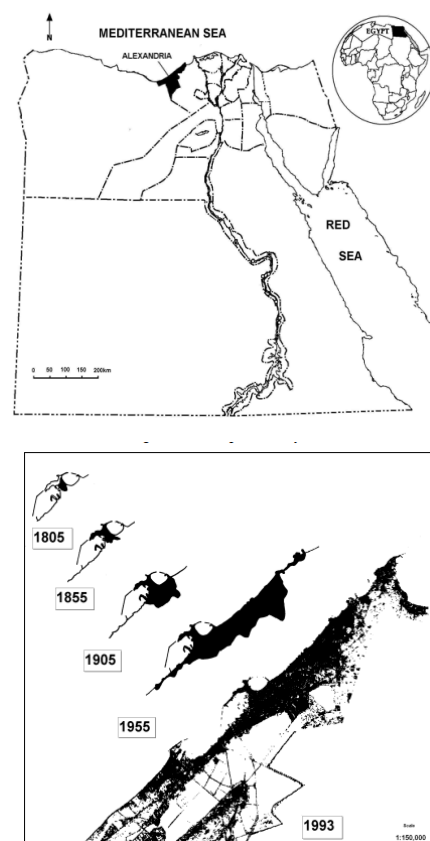 MEDITERRANEAN SEA
EGYPT
N
ALEXANDRIA
RED
SEA
0 50 100 150 200km
1805
1855
1905
1955
1993
Scale
1:150,000